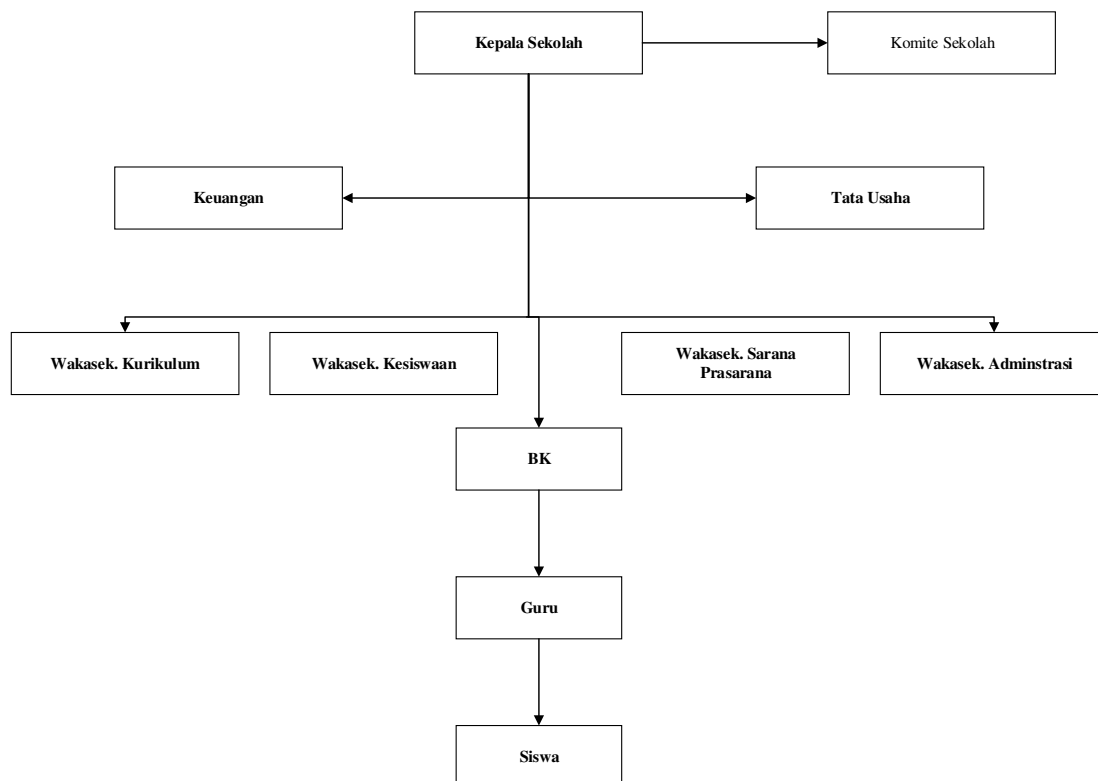 Kepala Sekolah
Komite Sekolah
Keuangan
Tata Usaha
Wakasek. Kurikulum
Wakasek. Kesiswaan
Wakasek. Sarana
Prasarana
Wakasek. Adminstrasi
BK
Guru
Siswa